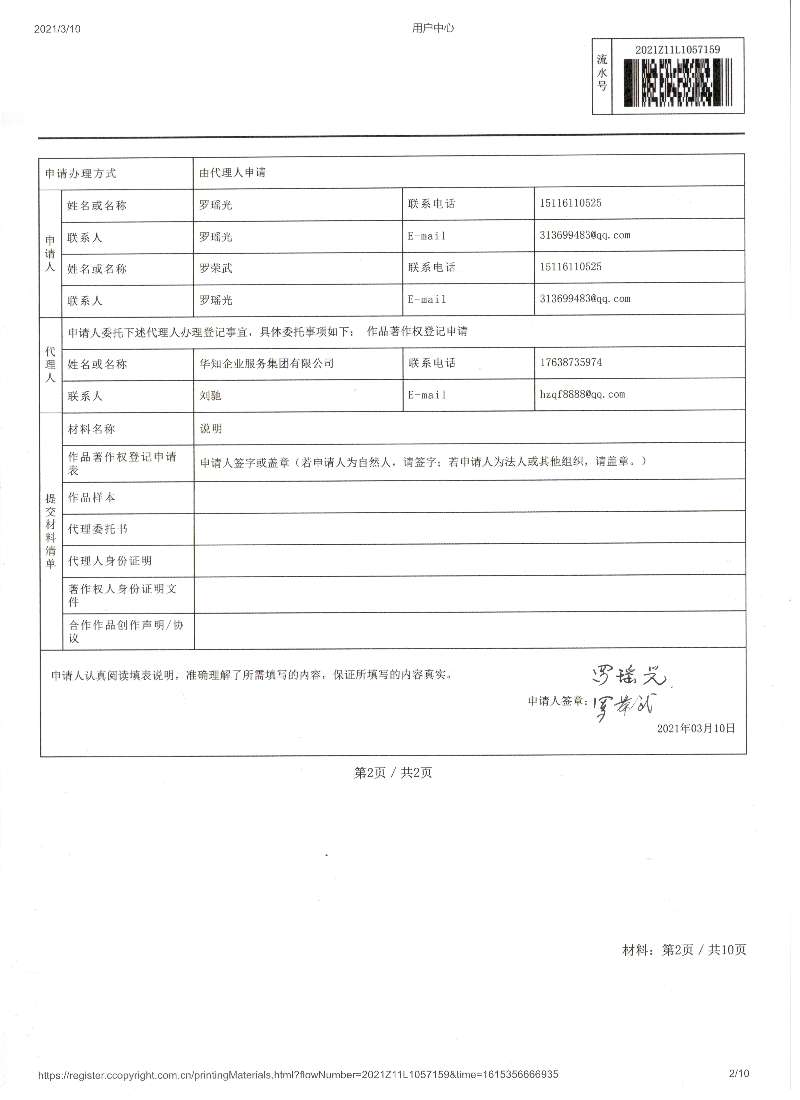 2021/3/10
用户中心
流水号
2021Z11L1057159
申请办理方式
由代理人申请
申请人
姓名或名称
罗瑶光
联系电话
15116110525
联系人
罗瑶光
E-mail
313699483@qq.com
姓名或名称
罗荣武
联系电话
15116110525
联系人
罗瑶光
E-mail
313699483@qq.com
代理人
申请人委托下述代理人办理登记事宜，具体委托事项如下： 作品著作权登记申请
姓名或名称
华知企业服务集团有限公司
联系电话
17638735974
联系人
刘驰
E-mail
hzqf8888@qq.com
提交材料清单
材料名称
说明
作品著作权登记申请
表
申请人签字或盖章（若申请人为自然人，请签字；若申请人为法人或其他组织，请盖章。）
作品样本
代理委托书
代理人身份证明
著作权人身份证明文
件
合作作品创作声明/协
议
申请人认真阅读填表说明，准确理解了所需填写的内容，保证所填写的内容真实。
罗瑶光
申请人签章：
罗荣武
2021年03月10日
第2页 / 共2页
材料：第2页 / 共10页
https://register.ccopyright.com.cn/printingMaterials.html?flowNumber=2021Z11L1057159&time=1615356666935
2/10